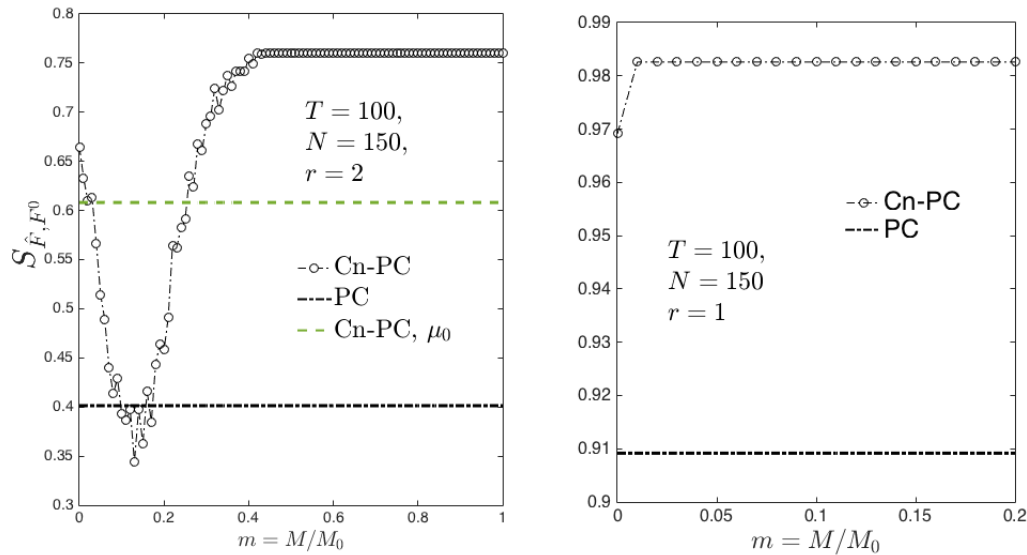 0.8
0.75
0.7
0.65
0.6
0.55
0.5
0.45
0.4
0.35
0.3
S_{\hat{F},F^0}
T = 100,
N = 150,
r = 2
Cn-PC
PC
Cn-PC, μ_0
0 0.2 0.4 0.6 0.8 1
m = M/M_0
0.99
0.98
0.97
0.96
0.95
0.94
0.93
0.92
0.91
0.9
Cn-PC
PC
T = 100,
N = 150
r = 1
0 0.05 0.1 0.15 0.2
m = M/M_0